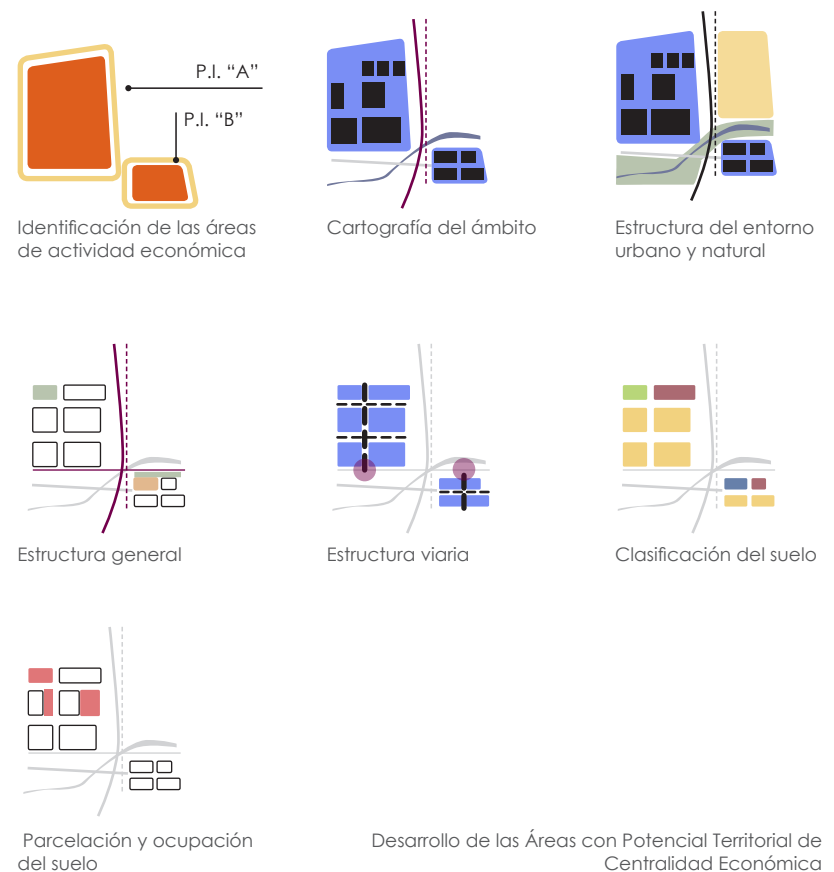 P.I. “A”
P.I. “B”
Identificación de las áreas
de actividad económica
Cartografía del ámbito
Estructura del entorno
urbano y natural
Estructura general
Estructura viaria
Clasificación del suelo
Parcelación y ocupación
del suelo
Desarrollo de las Áreas con Potencial Territorial de
Centralidad Económica